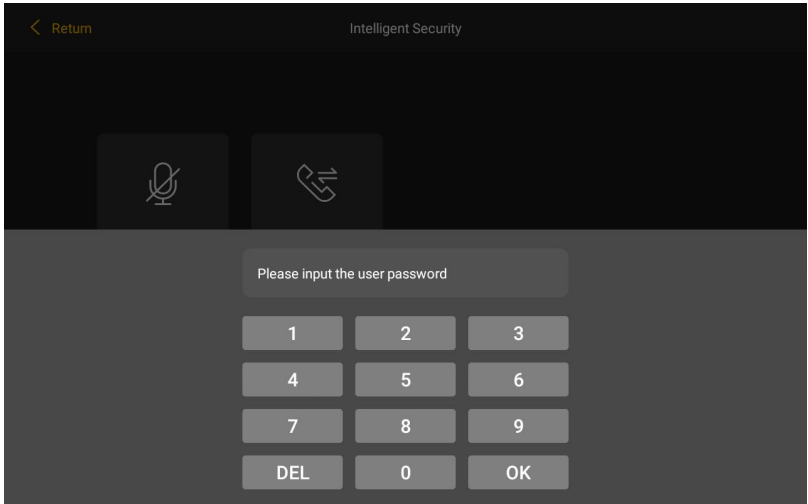 Return
Intelligent Security
Please input the user password
1 2 3
4 5 6
7 8 9
DEL 0 OK